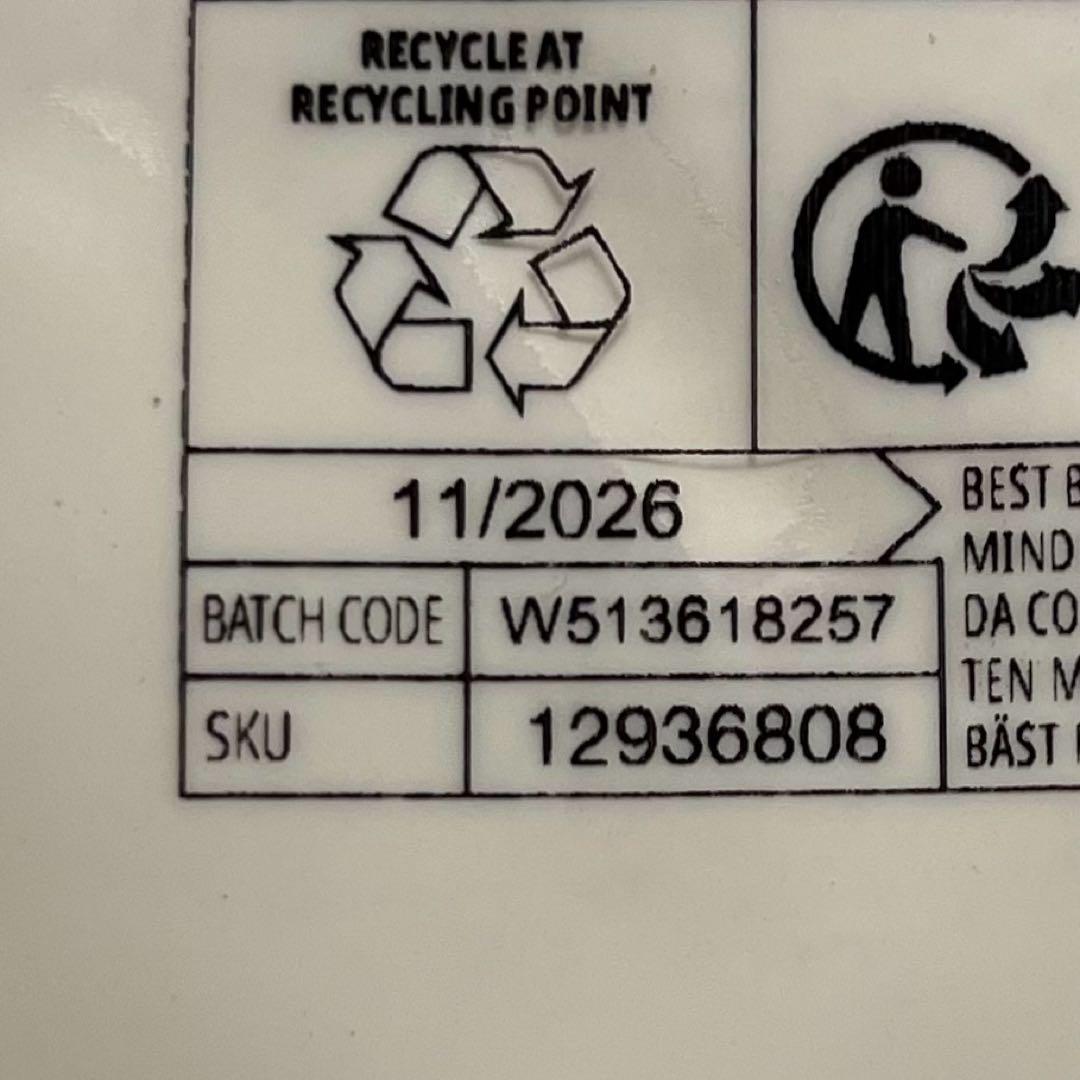 RECYCLE AT
RECYCLING POINT
11/2026
BEST
MIND
DA
TEN
BÄST
BATCH CODE W513618257
SKU 12936808